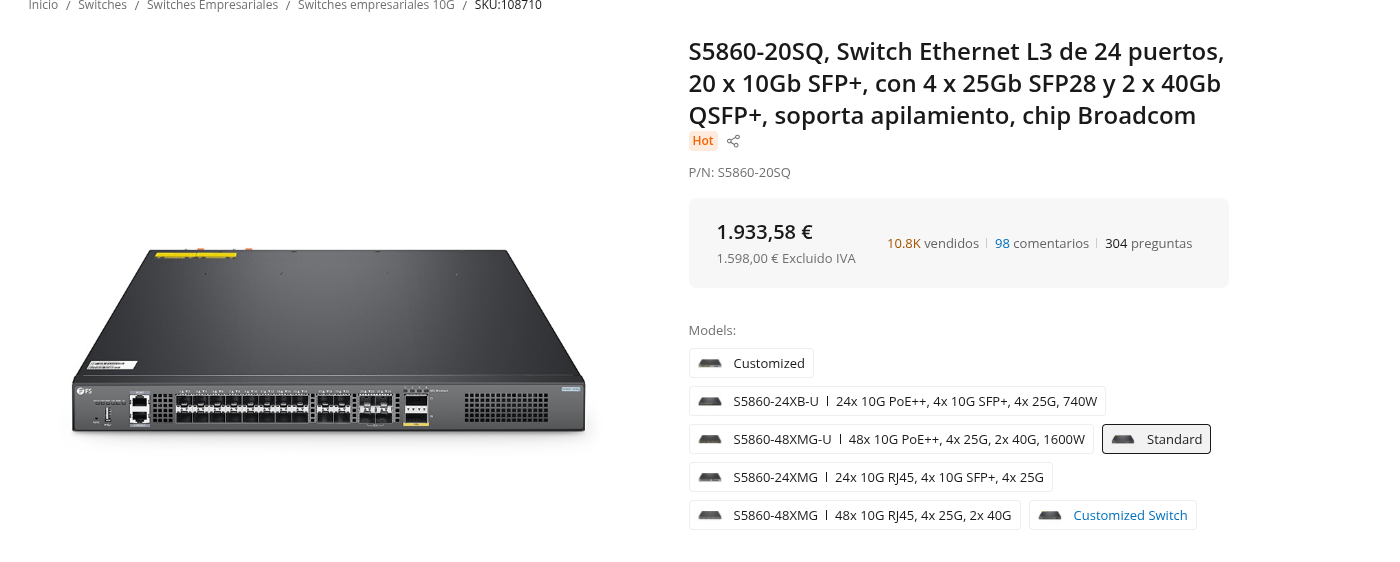 Inicio / Switches / Switches Empresariales / Switches empresariales 10G / SKU:108710
S5860-20SQ, Switch Ethernet L3 de 24 puertos,
20 x 10Gb SFP+, con 4 x 25Gb SFP28 y 2 x 40Gb
QSFP+, soporta apilamiento, chip Broadcom
Hot
P/N: S5860-20SQ
1.933,58 €
10.8K vendidos | 98 comentarios | 304 preguntas
1.598,00 € Excluido IVA
Models:
Customized
S5860-24XB-U | 24x 10G PoE++, 4x 10G SFP+, 4x 25G, 740W
S5860-48XMG-U | 48x 10G PoE++, 4x 25G, 2x 40G, 1600W
Standard
S5860-24XMG | 24x 10G RJ45, 4x 10G SFP+, 4x 25G
S5860-48XMG | 48x 10G RJ45, 4x 25G, 2x 40G
Customized Switch
FS